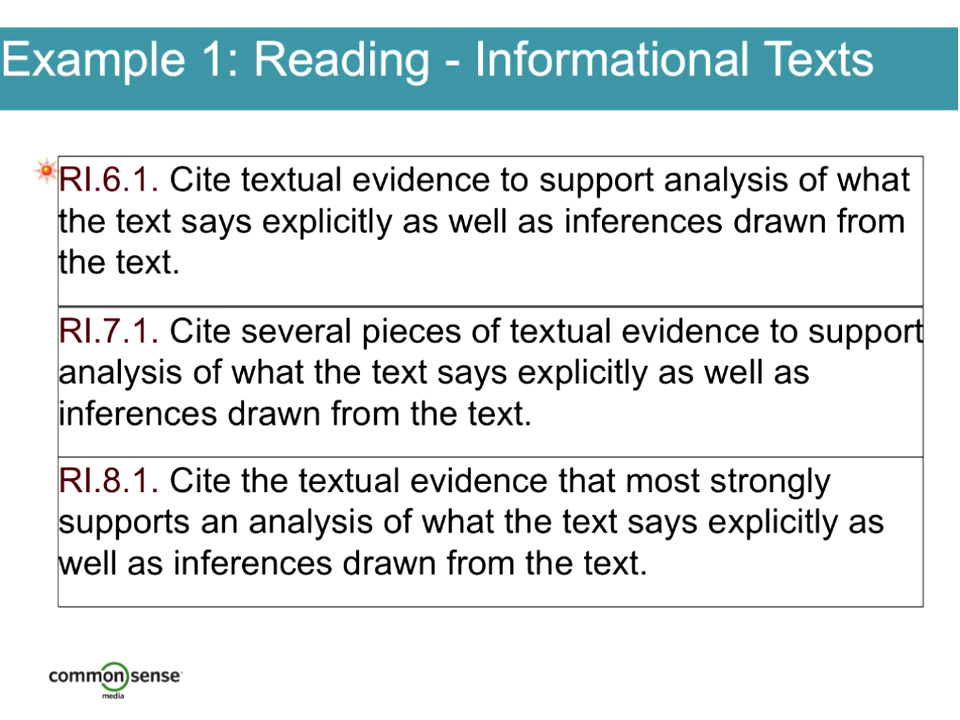 Example 1: Reading - Informational Texts
RI.6.1. Cite textual evidence to support analysis of what
the text says explicitly as well as inferences drawn from
the text.
RI.7.1. Cite several pieces of textual evidence to support
analysis of what the text says explicitly as well as
inferences drawn from the text.
RI.8.1. Cite the textual evidence that most strongly
supports an analysis of what the text says explicitly as
well as inferences drawn from the text.
common sense
media